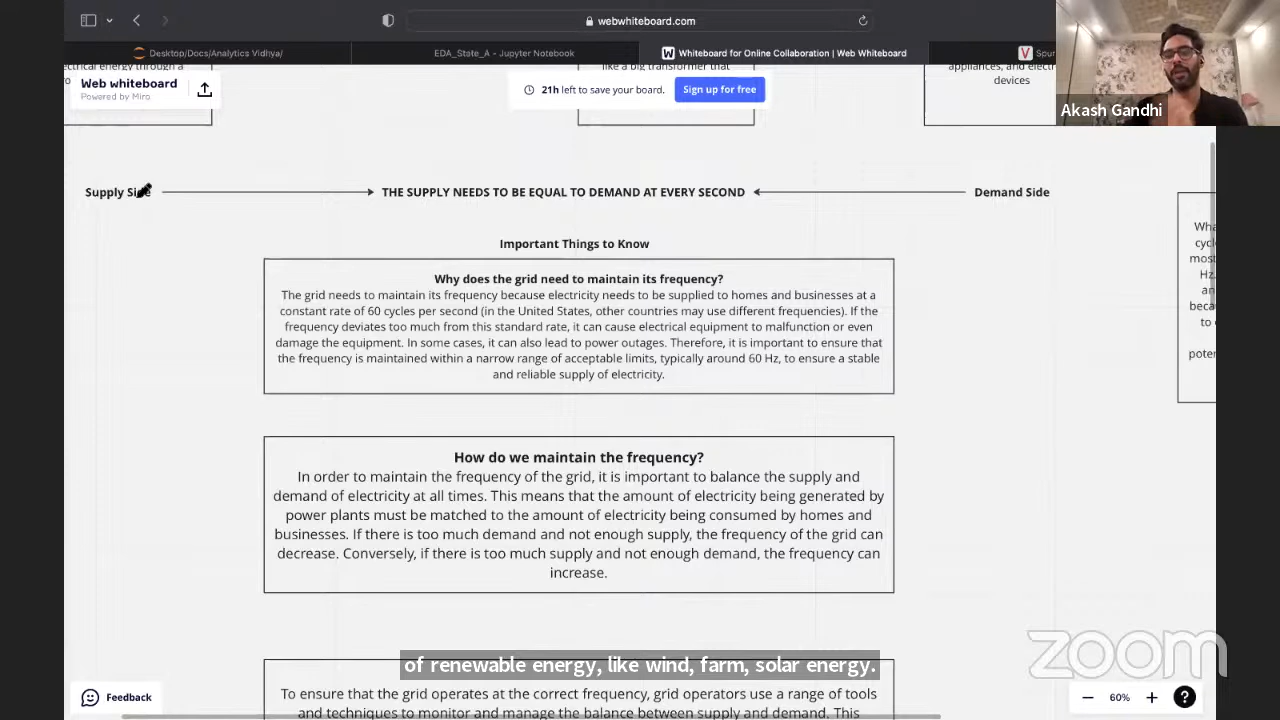 webwhiteboard.com
Desktop/Docs/Analytics Vidhya/
EDA_State_A - Jupyter Notebook
Whiteboard for Online Collaboration | Web Whiteboard
Spur
ctrical energy through a
like a big transformer that
appliances, and electr
devices
Web whiteboard
Powered by Miro
21h left to save your board.
Sign up for free
Akash Gandhi
Supply Side
THE SUPPLY NEEDS TO BE EQUAL TO DEMAND AT EVERY SECOND
Demand Side
Important Things to Know
Why does the grid need to maintain its frequency?
The grid needs to maintain its frequency because electricity needs to be supplied to homes and businesses at a
constant rate of 60 cycles per second (in the United States, other countries may use different frequencies). If the
frequency deviates too much from this standard rate, it can cause electrical equipment to malfunction or even
damage the equipment. In some cases, it can also lead to power outages. Therefore, it is important to ensure that
the frequency is maintained within a narrow range of acceptable limits, typically around 60 Hz, to ensure a stable
and reliable supply of electricity.
Wha
cycl
most
Hz.
an
becau
to
poten
How do we maintain the frequency?
In order to maintain the frequency of the grid, it is important to balance the supply and
demand of electricity at all times. This means that the amount of electricity being generated by
power plants must be matched to the amount of electricity being consumed by homes and
businesses. If there is too much demand and not enough supply, the frequency of the grid can
decrease. Conversely, if there is too much supply and not enough demand, the frequency can
increase.
of renewable energy, like wind, farm, solar energy.
To ensure that the grid operates at the correct frequency, grid operators use a range of tools
and techniques to monitor and manage the balance between supply and demand. This
Feedback
60%
zoom